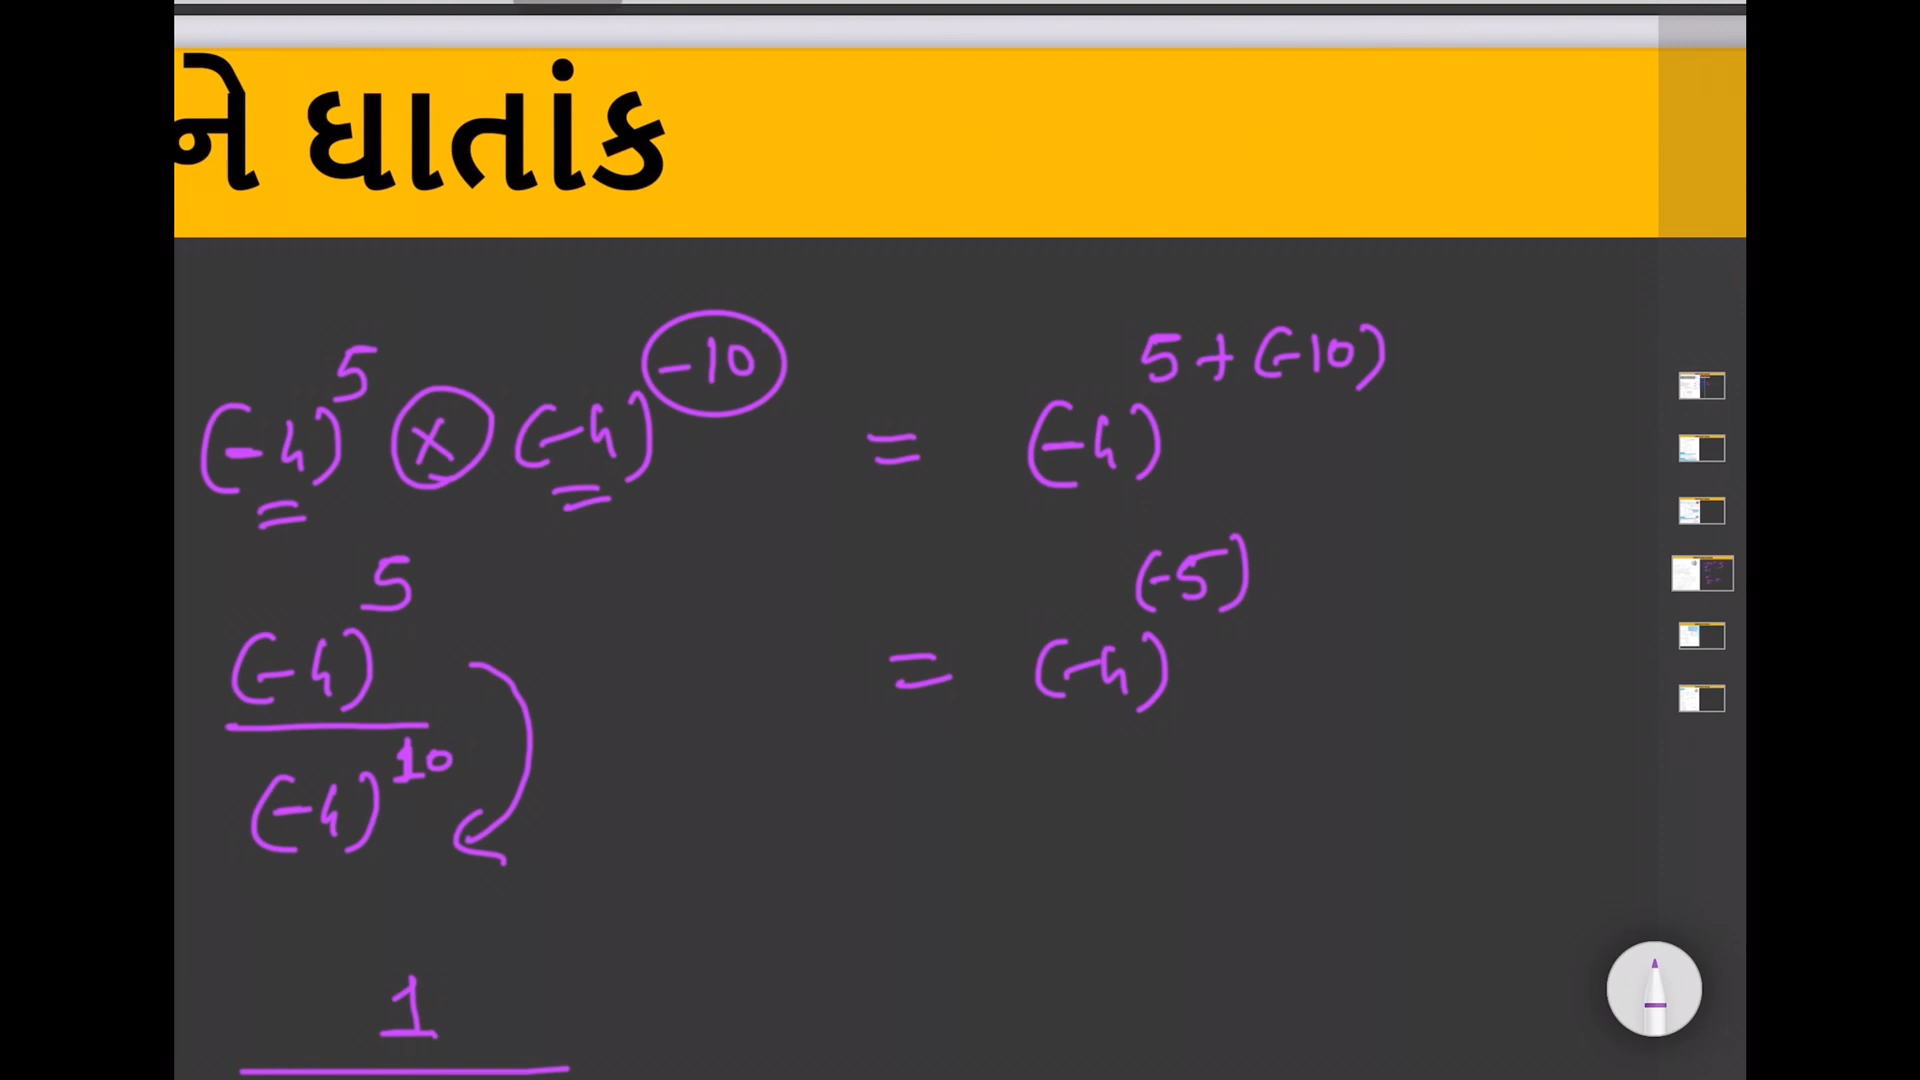 ને ઘાતાંક
(-4)^5 × (-4)^-10 = (-4)^5+(-10)
= (-4)^(-5)
(-4)^5
(-4)^10
1